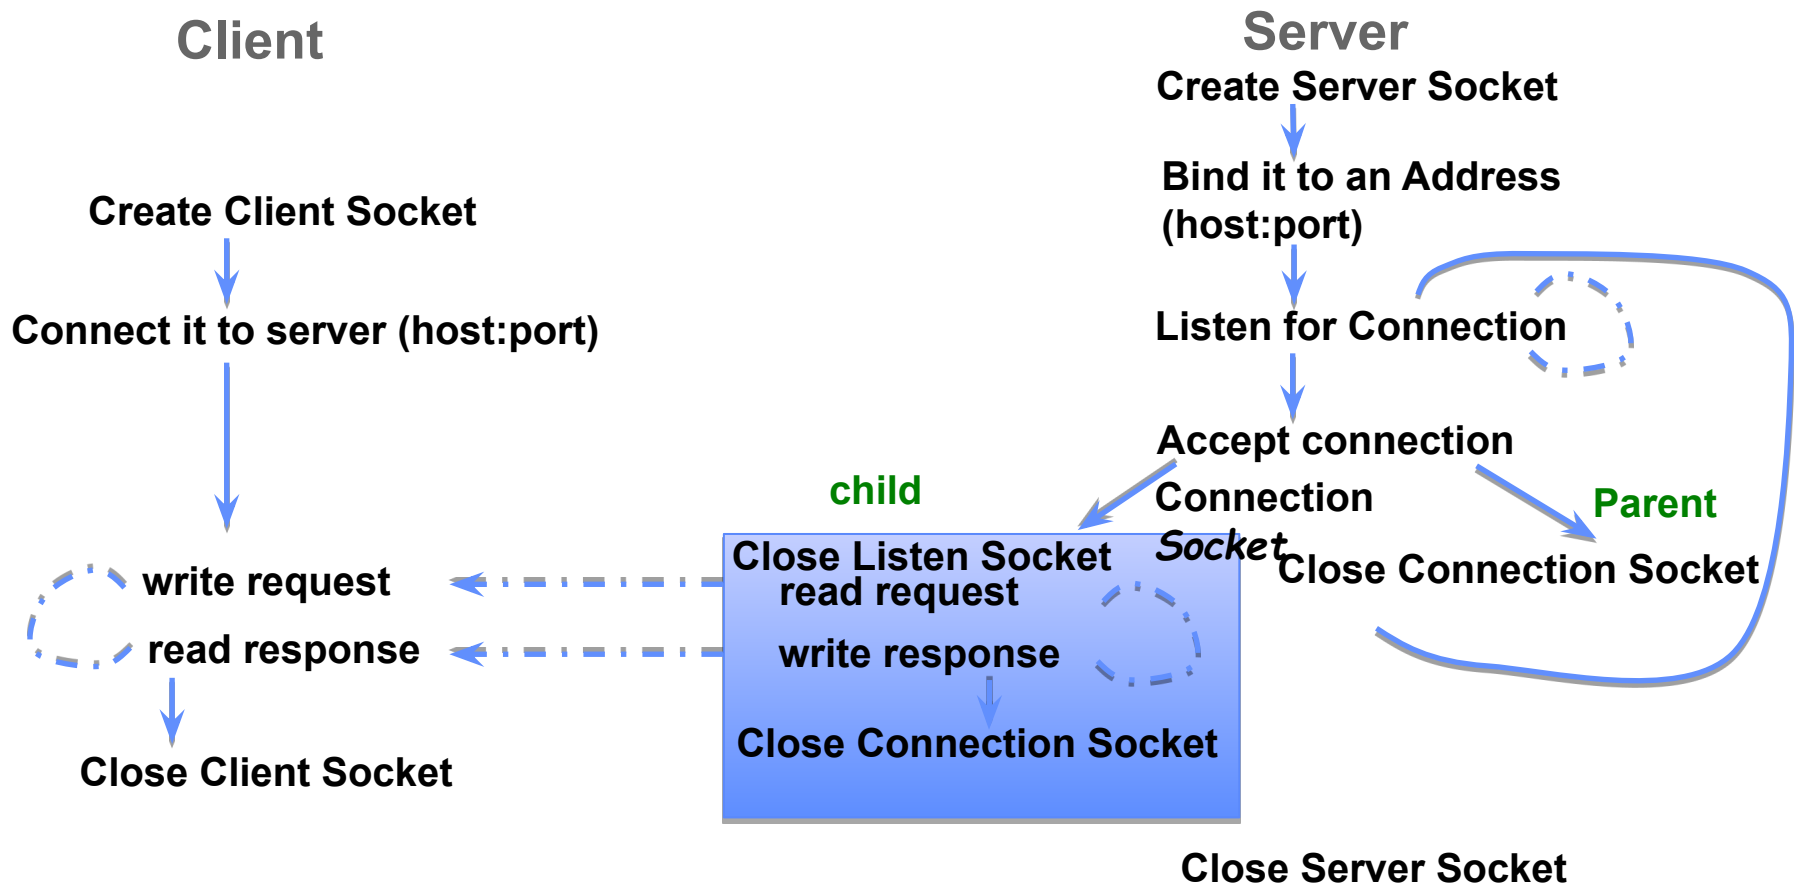 Client
Server
Create Server Socket
Bind it to an Address
(host:port)
Create Client Socket
Connect it to server (host:port)
Listen for Connection
Accept connection
child
Connection
Socket
Parent
Close Listen Socket
Close Connection Socket
write request
read request
read response
write response
Close Connection Socket
Close Client Socket
Close Server Socket